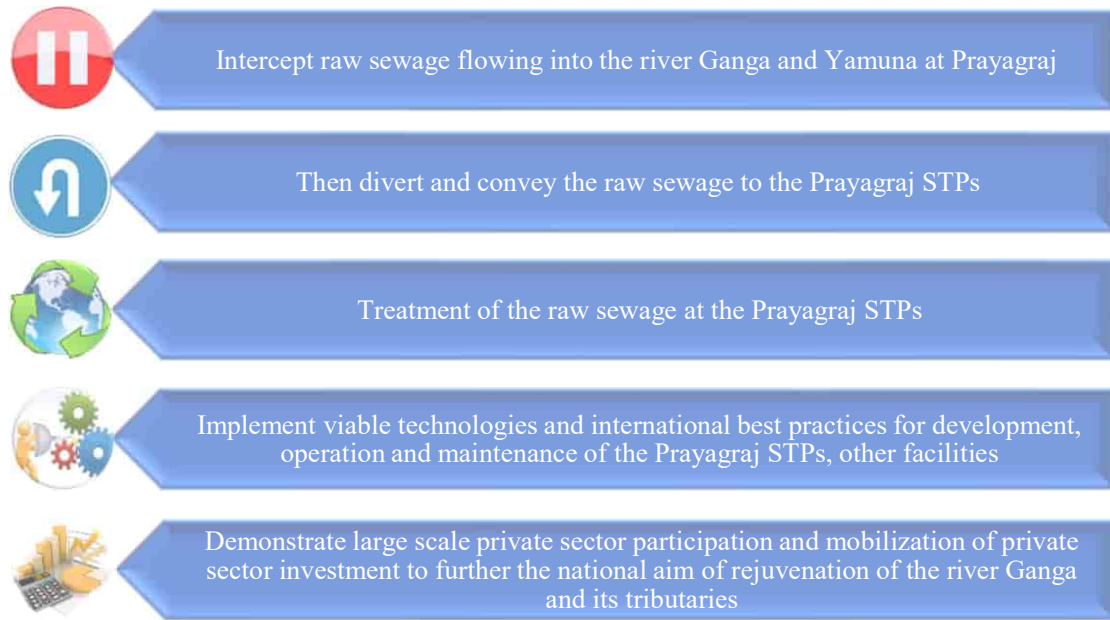 Intercept raw sewage flowing into the river Ganga and Yamuna at Prayagraj
Then divert and convey the raw sewage to the Prayagraj STPs
Treatment of the raw sewage at the Prayagraj STPs
Implement viable technologies and international best practices for development,
operation and maintenance of the Prayagraj STPs, other facilities
Demonstrate large scale private sector participation and mobilization of private
sector investment to further the national aim of rejuvenation of the river Ganga
and its tributaries